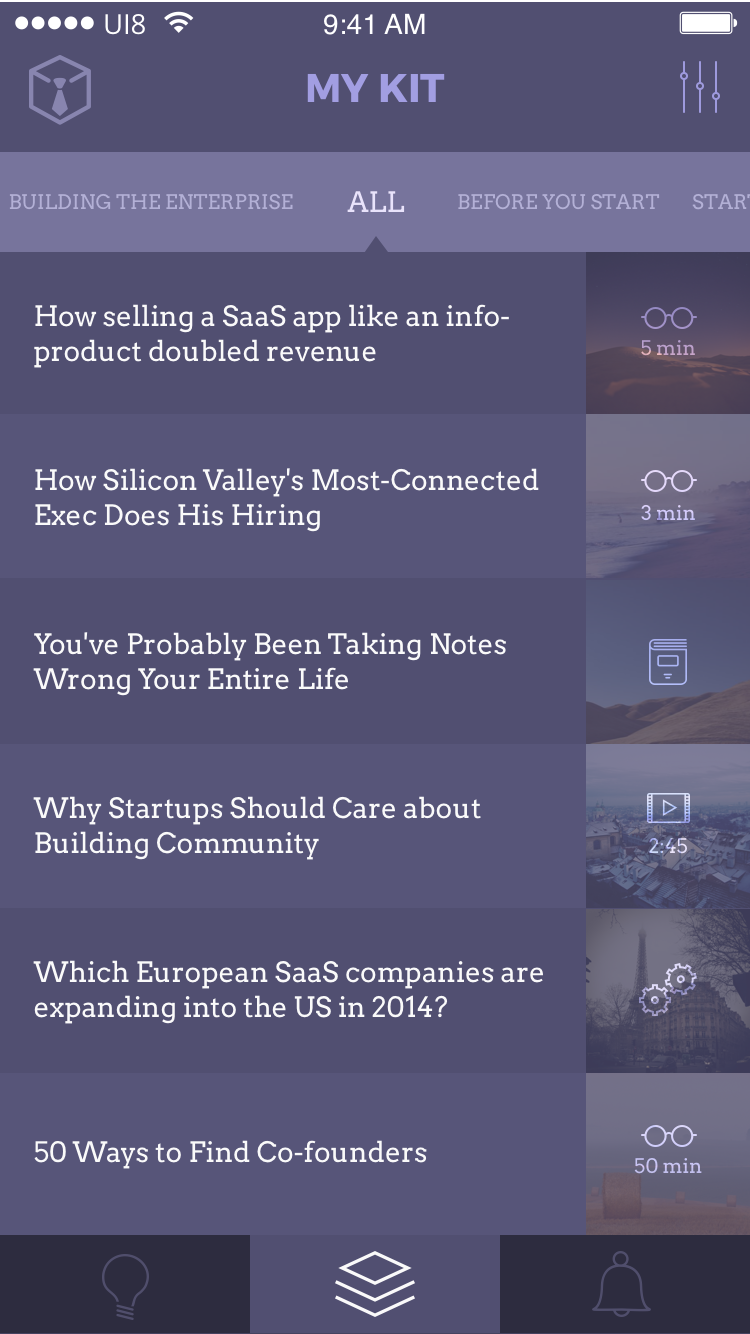 UI8 9:41 AM
MY KIT
BUILDING THE ENTERPRISE ALL BEFORE YOU START STAR
How selling a SaaS app like an info-
product doubled revenue
5 min
How Silicon Valley's Most-Connected
Exec Does His Hiring
3 min
You've Probably Been Taking Notes
Wrong Your Entire Life
Why Startups Should Care about
Building Community
2:45
Which European SaaS companies are
expanding into the US in 2014?
50 Ways to Find Co-founders
50 min